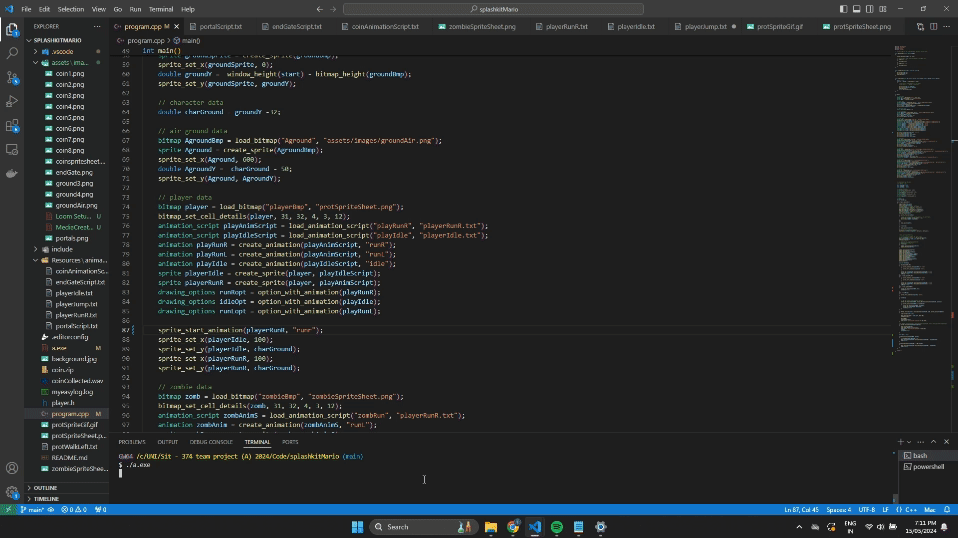 File Edit Selection View Go Run Terminal Help
splashkitMario
EXPLORER
SPLASHKITMARIO
.vscode
assets\ima...
coin1.png
coin2.png
coin3.png
coin4.png
coin5.png
coin6.png
coin7.png
coin8.png
coinspritesheet....
endGate.png
ground3.png
ground4.png
groundAir.png
Loom Setu... U
MediaCreat... U
portals.png
include
Resources\anima...
coinAnimationSc...
endGateScript.txt
playerIdle.txt
playerJump.txt
playerRunR.txt
portalScript.txt
.editorconfig
a.exe M
background.jpg
coin.zip
coinCollected.wav
myeasylog.log
player.h
program.cpp M
protSpriteGif.gif
protSpriteSheet.p...
protWalkLeft.txt
README.md
zombieSpriteShee...
OUTLINE
TIMELINE
program.cpp M
portalScript.txt
endGateScript.txt
coinAnimationScript.txt
zombieSpriteSheet.png
playerRunR.txt
playerIdle.txt
playerJump.txt
protSpriteGif.gif
protSpriteSheet.png
program.cpp > main()
49 int main()
59 sprite_set_x(groundSprite, 0);
60 double groundY = window_height(start) - bitmap_height(groundBmp);
61 sprite_set_y(groundSprite, groundY);
62
63 // character data
64 double charGround = groundY -32;
65
66 // air ground data
67 bitmap AgroundBmp = load_bitmap("Aground", "assets/images/groundAir.png");
68 sprite Aground = create_sprite(AgroundBmp);
69 sprite_set_x(Aground, 600);
70 double AgroundY = charGround - 50;
71 sprite_set_y(Aground, AgroundY);
72
73 // player data
74 bitmap player = load_bitmap("playerBmp", "protSpriteSheet.png");
75 bitmap_set_cell_details(player, 31, 32, 4, 3, 12);
76 animation_script playAnimScript = load_animation_script("playRunR", "playerRunR.txt");
77 animation_script playIdleScript = load_animation_script("playIdle", "playerIdle.txt");
78 animation playRunR = create_animation(playAnimScript, "runR");
79 animation playRunL = create_animation(playAnimScript, "runL");
80 animation playIdle = create_animation(playAnimScript, "idle");
81 sprite playerIdle = create_sprite(player, playIdleScript);
82 sprite playerRunR = create_sprite(player, playAnimScript);
83 drawing_options runRopt = option_with_animation(playRunR);
84 drawing_options idleOpt = option_with_animation(playIdle);
85 drawing_options runLopt = option_with_animation(playRunL);
86
87 sprite_start_animation(playerRunR, "runr");
88 sprite_set_x(playerIdle, 100);
89 sprite_set_y(playerIdle, charGround);
90 sprite_set_x(playerRunR, 100);
91 sprite_set_y(playerRunR, charGround);
92
93 // zombie data
94 bitmap zomb = load_bitmap("zombieBmp", "zombieSpriteSheet.png");
95 bitmap_set_cell_details(zomb, 31, 32, 4, 3, 12);
96 animation_script zombAnimS = load_animation_script("zombRun", "playerRunR.txt");
97 animation zombAnim = create_animation(zombAnimS, "runL");
PROBLEMS OUTPUT DEBUG CONSOLE TERMINAL PORTS
/c/UNI/Sit - 374 team project (A) 2024/Code/splashkitMario (main)
$ ./a.exe
bash
powershell
main* 0 0 0
Ln 87, Col 45 Spaces: 4 UTF-8 LF C++ Mac
Search
ENG
IN
7:11 PM
15/05/2024